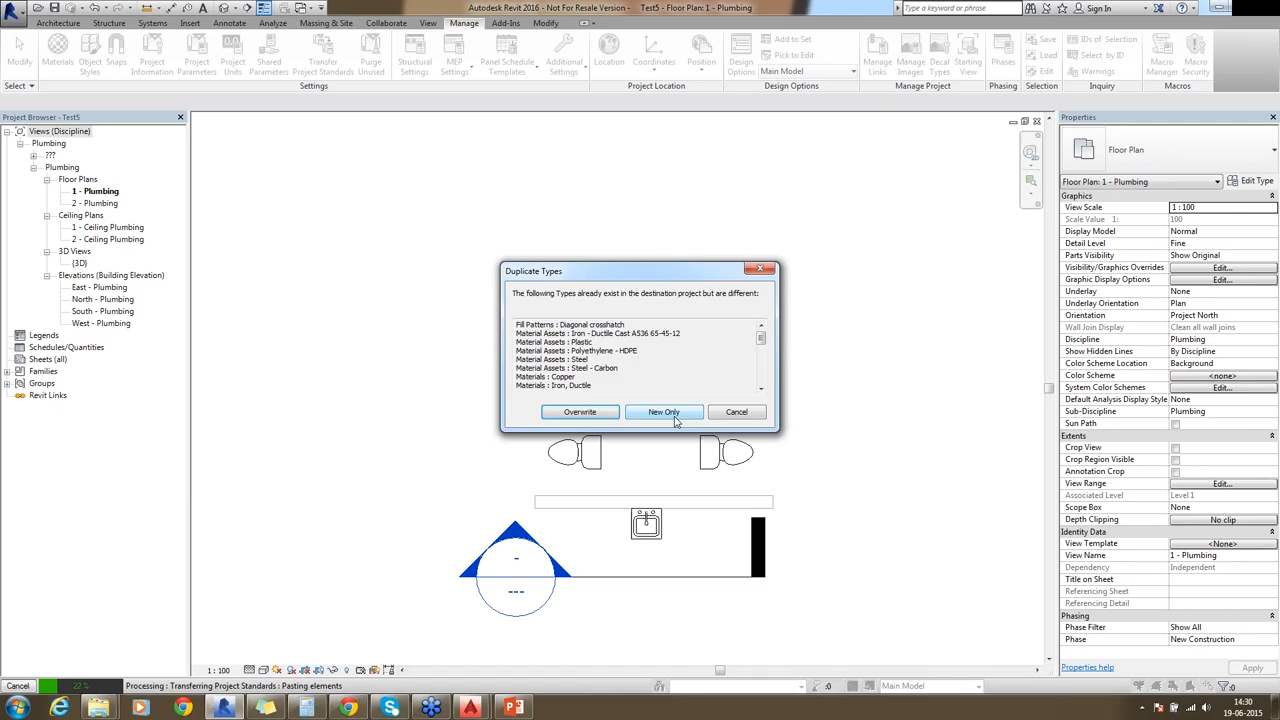 Autodesk Revit 2016 - Not For Resale Version - Test5 - Floor Plan: 1 - Plumbing
Type a keyword or phrase
Sign In
Architecture Structure Systems Insert Annotate Analyze Massing & Site Collaborate View Manage Add-Ins Modify
Modify
Materials
Object Styles
Snaps
Project Information
Project Parameters
Project Units
Shared Parameters
Transfer Project Standards
Purge Unused
Structural Settings
MEP Settings
Panel Schedule Templates
Additional Settings
Location
Coordinates
Position
Design Options
Add to Set
Pick to Edit
Main Model
Manage Links
Manage Images
Decal Types
Starting View
Phases
Save
Load
Edit
IDs of Selection
Select by ID
Warnings
Macro Manager
Macro Security
Select
Settings
Project Location
Design Options
Manage Project
Phasing
Selection
Inquiry
Macros
Project Browser - Test5
Views (Discipline)
Plumbing
???
Plumbing
Floor Plans
1 - Plumbing
2 - Plumbing
Ceiling Plans
1 - Ceiling Plumbing
2 - Ceiling Plumbing
3D Views
{3D}
Elevations (Building Elevation)
East - Plumbing
North - Plumbing
South - Plumbing
West - Plumbing
Legends
Schedules/Quantities
Sheets (all)
Families
Groups
Revit Links
Duplicate Types
The following Types already exist in the destination project but are different:
Fill Patterns : Diagonal crosshatch
Material Assets : Iron - Ductile Cast A536 65-45-12
Material Assets : Plastic
Material Assets : Polyethylene - HDPE
Material Assets : Steel
Material Assets : Steel - Carbon
Materials : Copper
Materials : Iron, Ductile
Overwrite
New Only
Cancel
-
---
Properties
Floor Plan
Floor Plan: 1 - Plumbing
Edit Type
Graphics
View Scale 1 : 100
Scale Value 1: 100
Display Model Normal
Detail Level Fine
Parts Visibility Show Original
Visibility/Graphics Overrides Edit...
Graphic Display Options Edit...
Underlay None
Underlay Orientation Plan
Orientation Project North
Wall Join Display Clean all wall joins
Discipline Plumbing
Show Hidden Lines By Discipline
Color Scheme Location Background
Color Scheme <none>
System Color Schemes Edit...
Default Analysis Display Style None
Sub-Discipline Plumbing
Sun Path
Extents
Crop View
Crop Region Visible
Annotation Crop
View Range Edit...
Associated Level Level 1
Scope Box None
Depth Clipping No clip
Identity Data
View Template <None>
View Name 1 - Plumbing
Dependency Independent
Title on Sheet
Referencing Sheet
Referencing Detail
Phasing
Phase Filter Show All
Phase New Construction
Properties help
Apply
1 : 100
Cancel
22 %
Processing : Transferring Project Standards : Pasting elements
:0
Main Model
:0
14:30
19-06-2015